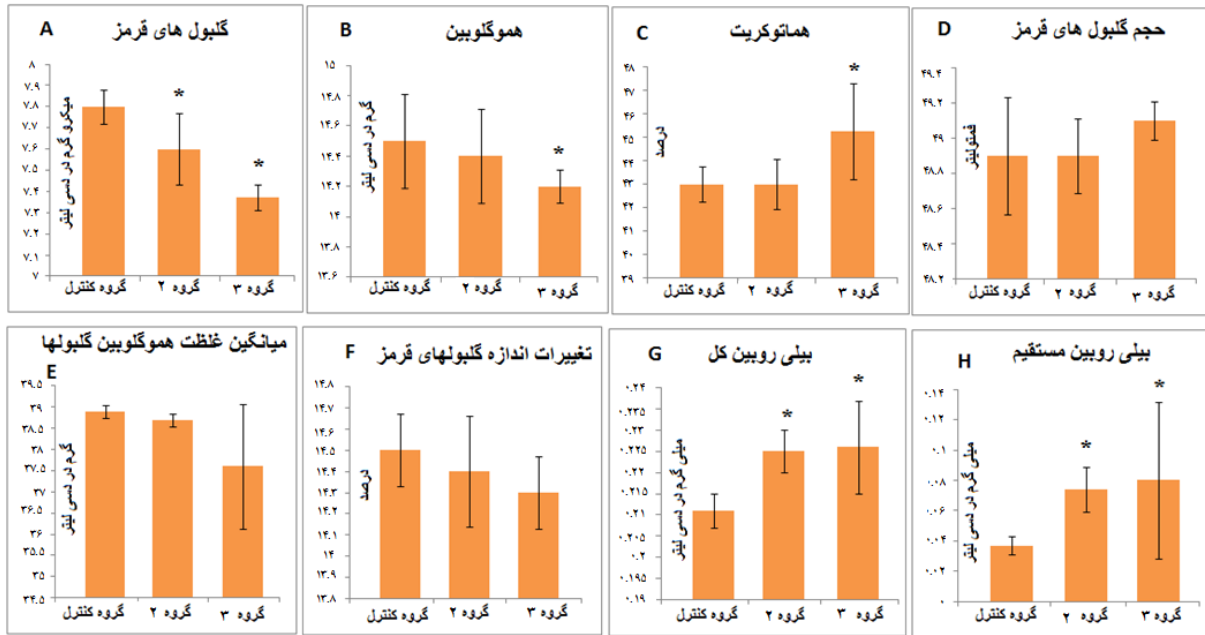 A
گلبول های قرمز
میکرو گرم در دسی لیتر
۸
۷.۹
۷.۸
۷.۷
۷.۶
۷.۵
۷.۴
۷.۳
۷.۲
۷.۱
۷
*
*
گروه کنترل
گروه ۲
گروه ۳
B
هموگلوبین
گرم در دسی لیتر
۱۵
۱۴.۸
۱۴.۶
۱۴.۴
۱۴.۲
۱۴
۱۳.۸
۱۳.۶
*
گروه کنترل
گروه ۲
گروه ۳
C
هماتوکریت
درصد
۴۸
۴۷
۴۶
۴۵
۴۴
۴۳
۴۲
۴۱
۴۰
۳۹
*
گروه کنترل
گروه ۲
گروه ۳
D
حجم گلبول های قرمز
فمتولیتر
۴۹.۴
۴۹.۲
۴۹
۴۸.۸
۴۸.۶
۴۸.۴
۴۸.۲
گروه کنترل
گروه ۲
گروه ۳
E
میانگین غلظت هموگلوبین گلبولها
گرم در دسی لیتر
۳۹.۵
۳۹
۳۸.۵
۳۸
۳۷.۵
۳۷
۳۶.۵
۳۶
۳۵.۵
۳۵
۳۴.۵
گروه کنترل
گروه ۲
گروه ۳
F
تغییرات اندازه گلبولهای قرمز
درصد
۱۴.۸
۱۴.۷
۱۴.۶
۱۴.۵
۱۴.۴
۱۴.۳
۱۴.۲
۱۴.۱
۱۴
۱۳.۹
۱۳.۸
گروه کنترل
گروه ۲
گروه ۳
G
بیلی روبین کل
میلی گرم در دسی لیتر
۰.۲۴
۰.۲۳۵
۰.۲۳
۰.۲۲۵
۰.۲۲
۰.۲۱۵
۰.۲۱
۰.۲۰۵
۰.۲
۰.۱۹۵
۰.۱۹
*
*
گروه کنترل
گروه ۲
گروه ۳
H
بیلی روبین مستقیم
میلی گرم در دسی لیتر
۰.۱۴
۰.۱۲
۰.۱
۰.۰۸
۰.۰۶
۰.۰۴
۰.۰۲
۰
*
*
گروه کنترل
گروه ۲
گروه ۳